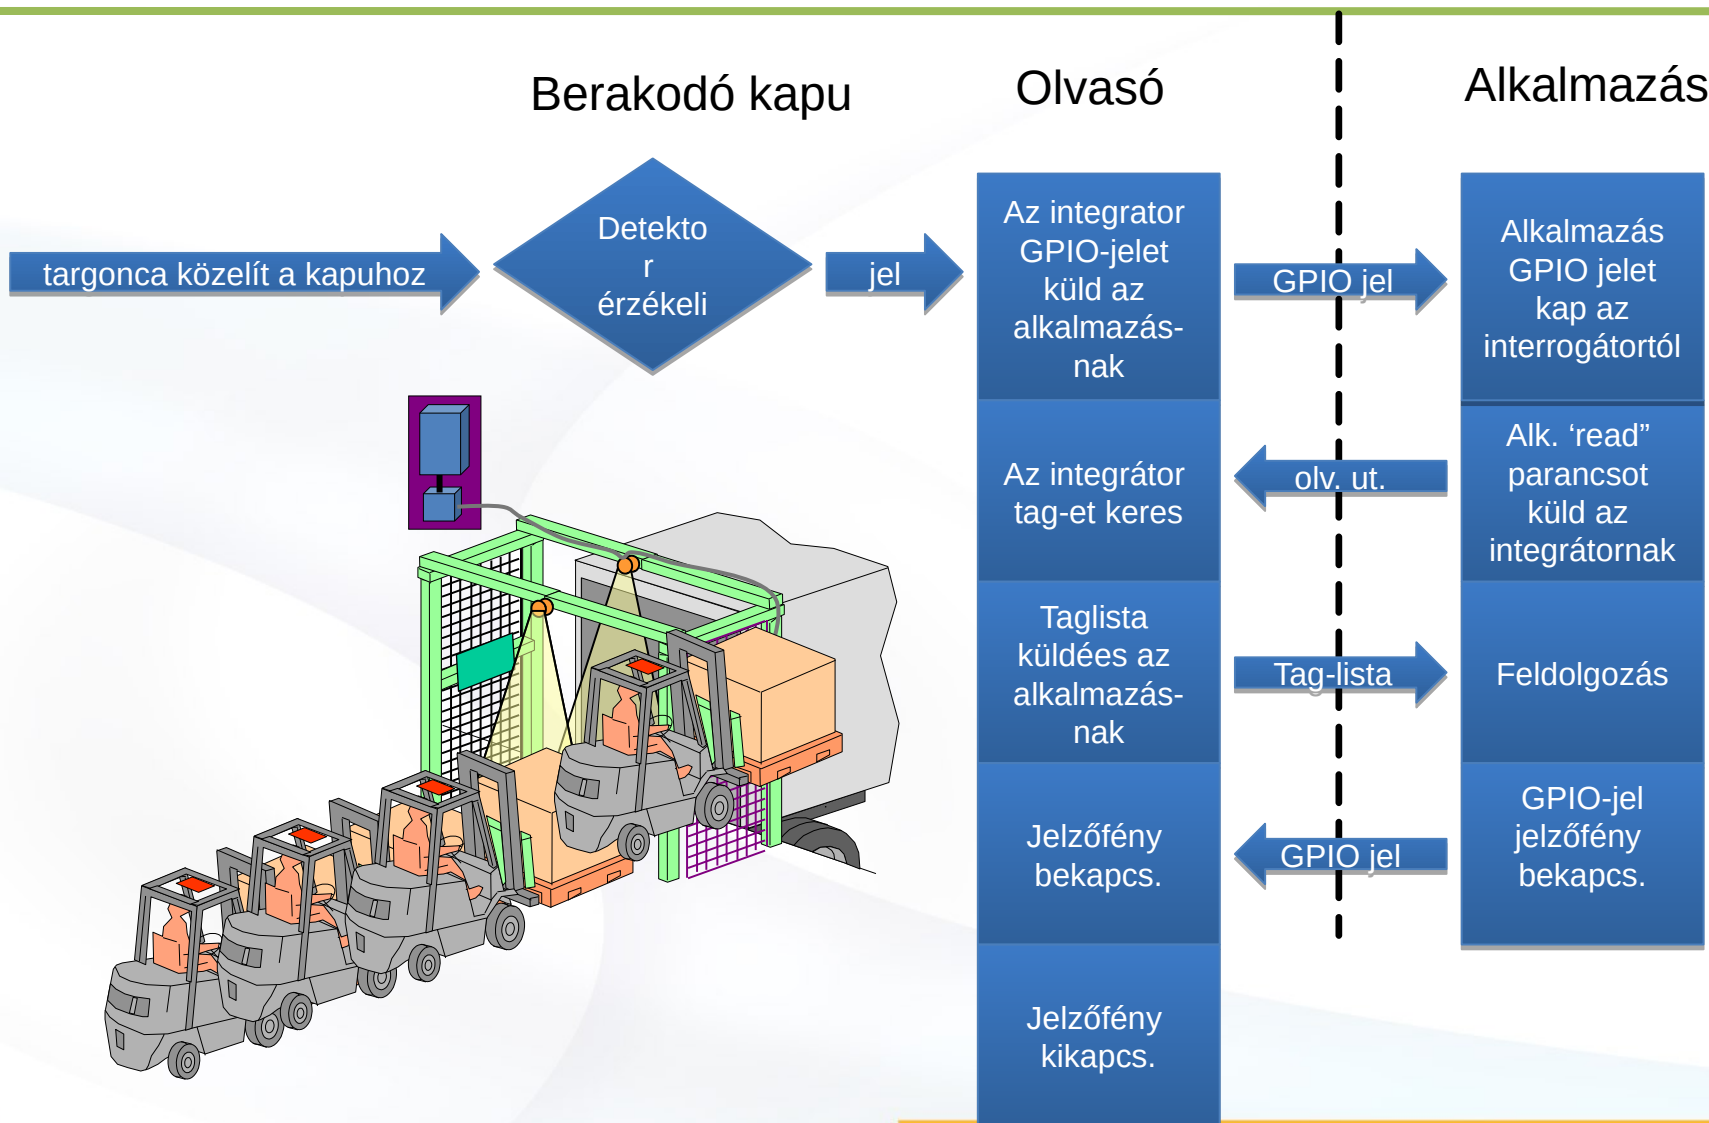 Berakodó kapu
Olvasó
Alkalmazás
targonca közelít a kapuhoz
Detekto
r
érzékeli
jel
Az integrator
GPIO-jelet
küld az
alkalmazás-
nak
GPIO jel
Alkalmazás
GPIO jelet
kap az
interrogátortól
Az integrátor
tag-et keres
olv. ut.
Alk. ‘read”
parancsot
küld az
integrátornak
Taglista
küldées az
alkalmazás-
nak
Tag-lista
Feldolgozás
Jelzőfény
bekapcs.
GPIO jel
GPIO-jel
jelzőfény
bekapcs.
Jelzőfény
kikapcs.